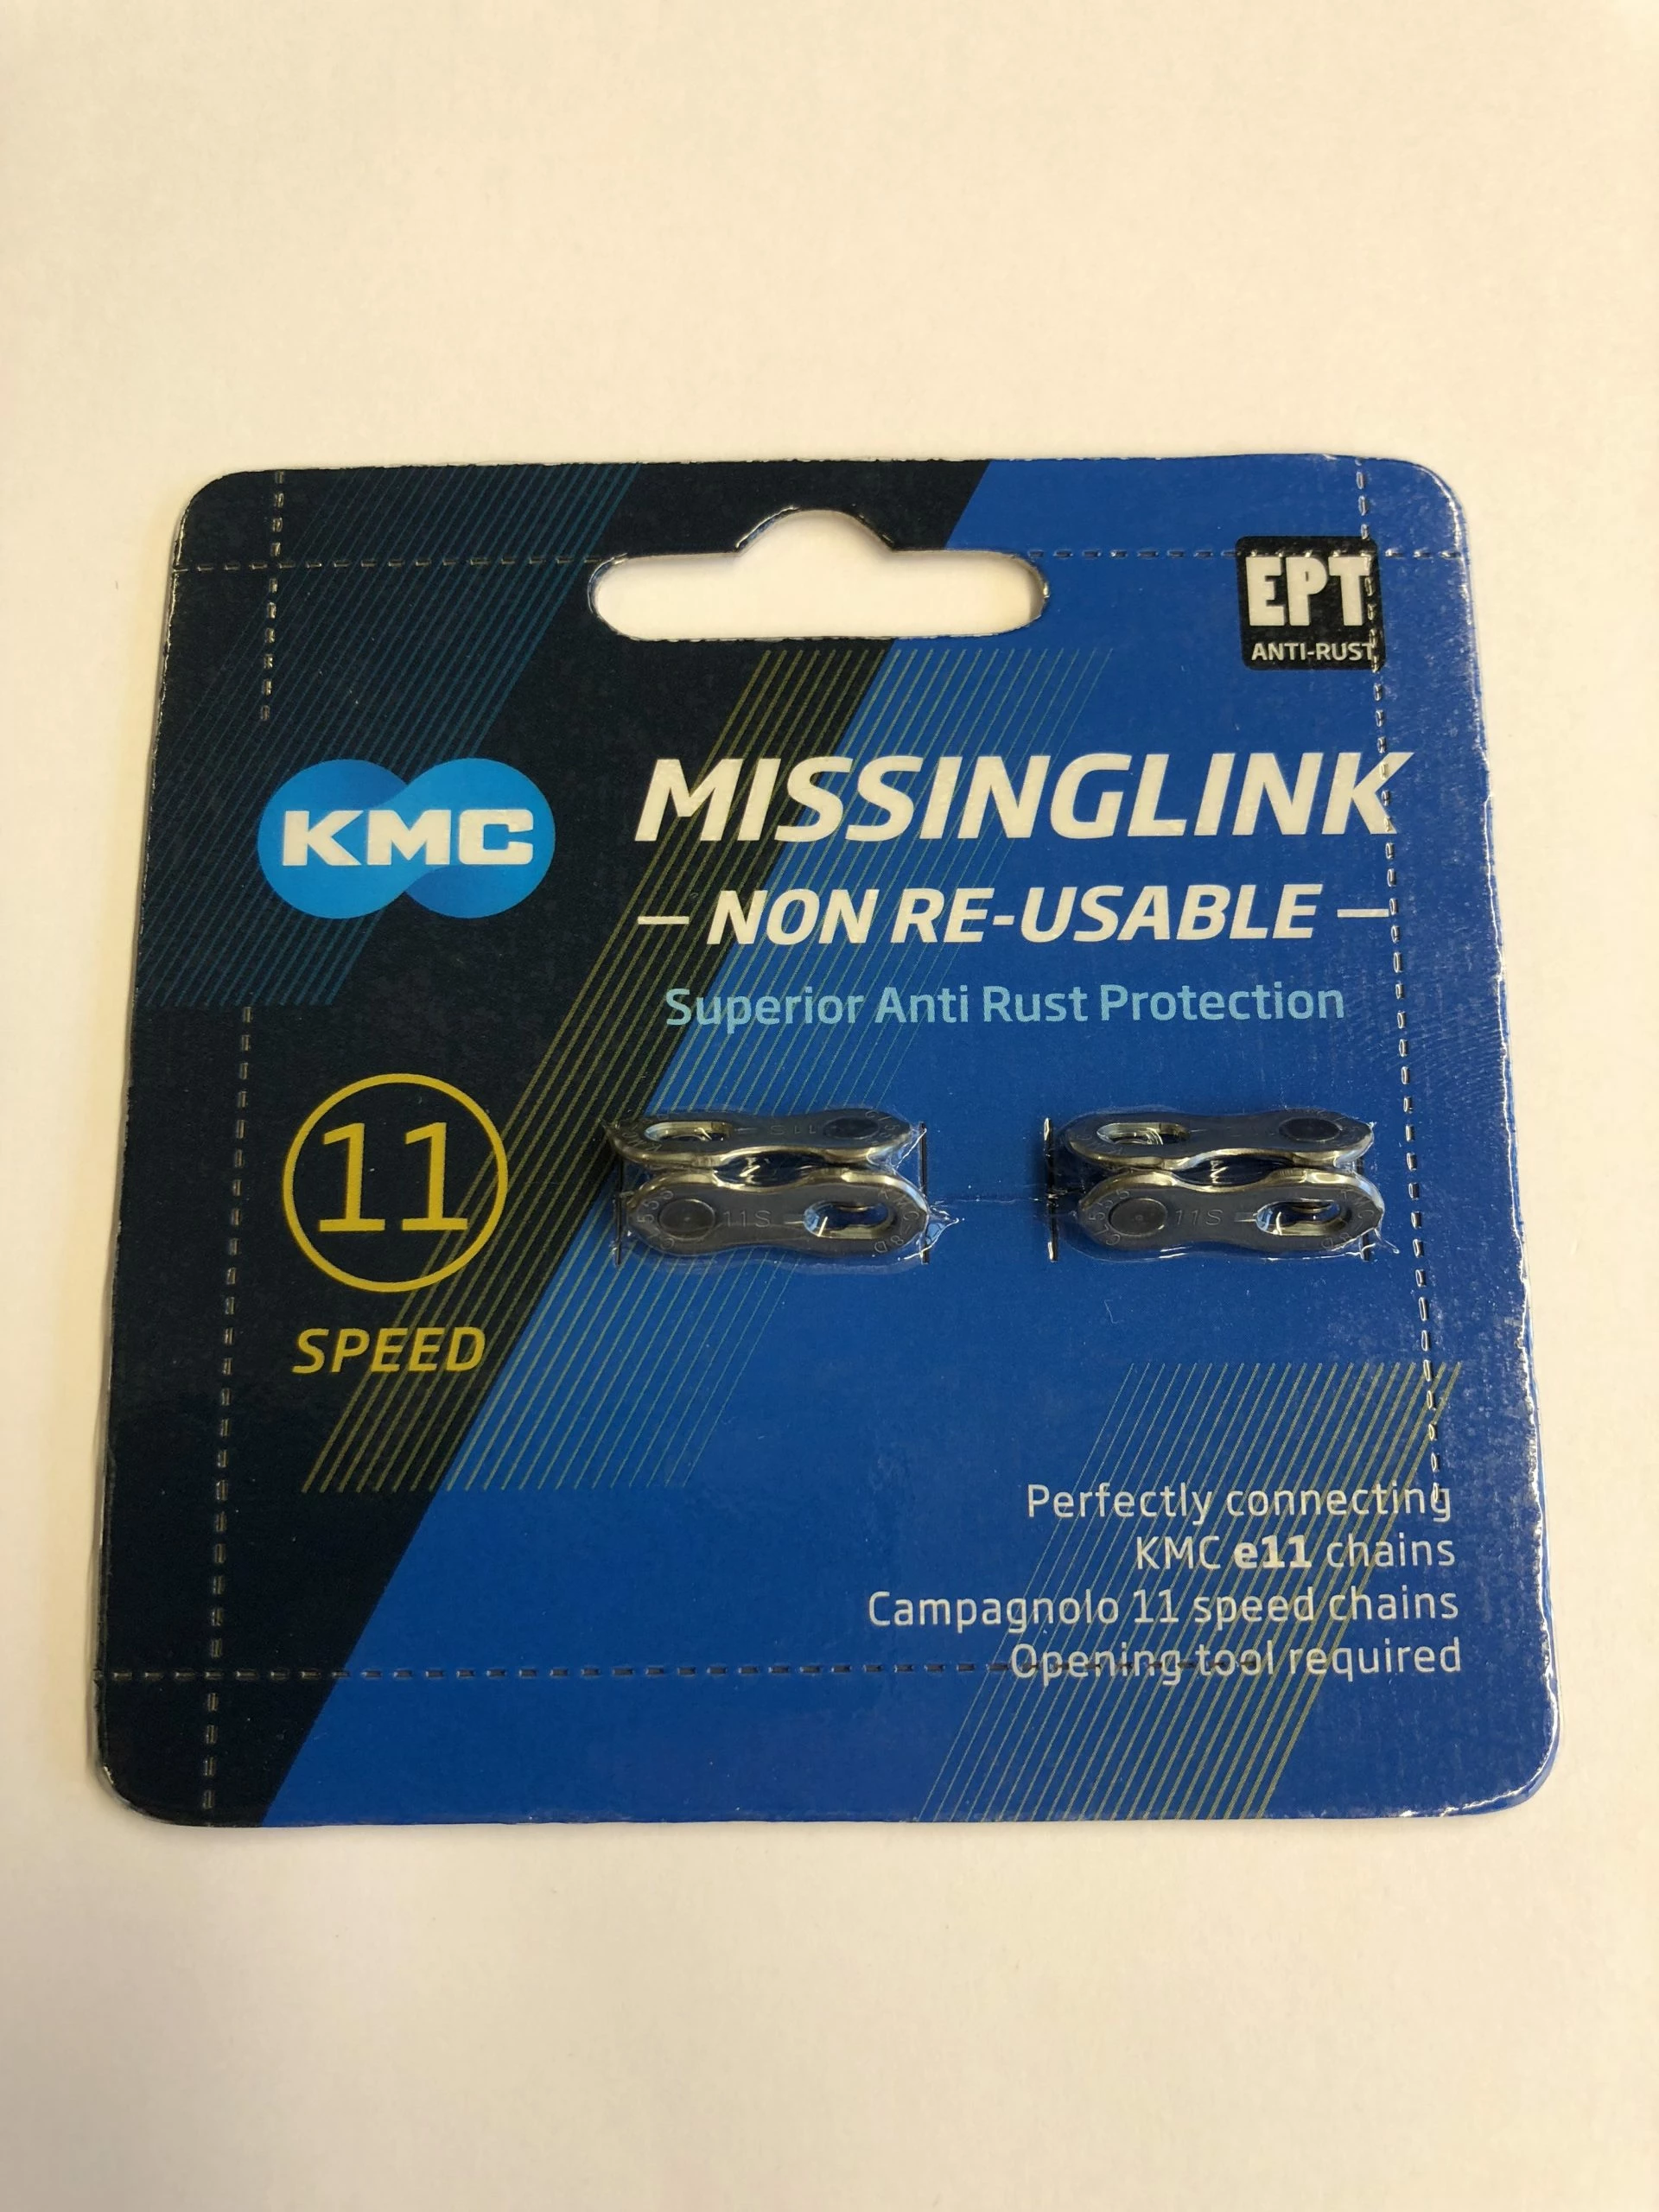 EPT
ANTI-RUST
KMC
MISSINGLINK
– NON RE-USABLE –
Superior Anti Rust Protection
11
SPEED
11S
11S
11S
Perfectly connecting
KMC e11 chains
Campagnolo 11 speed chains
Opening tool required